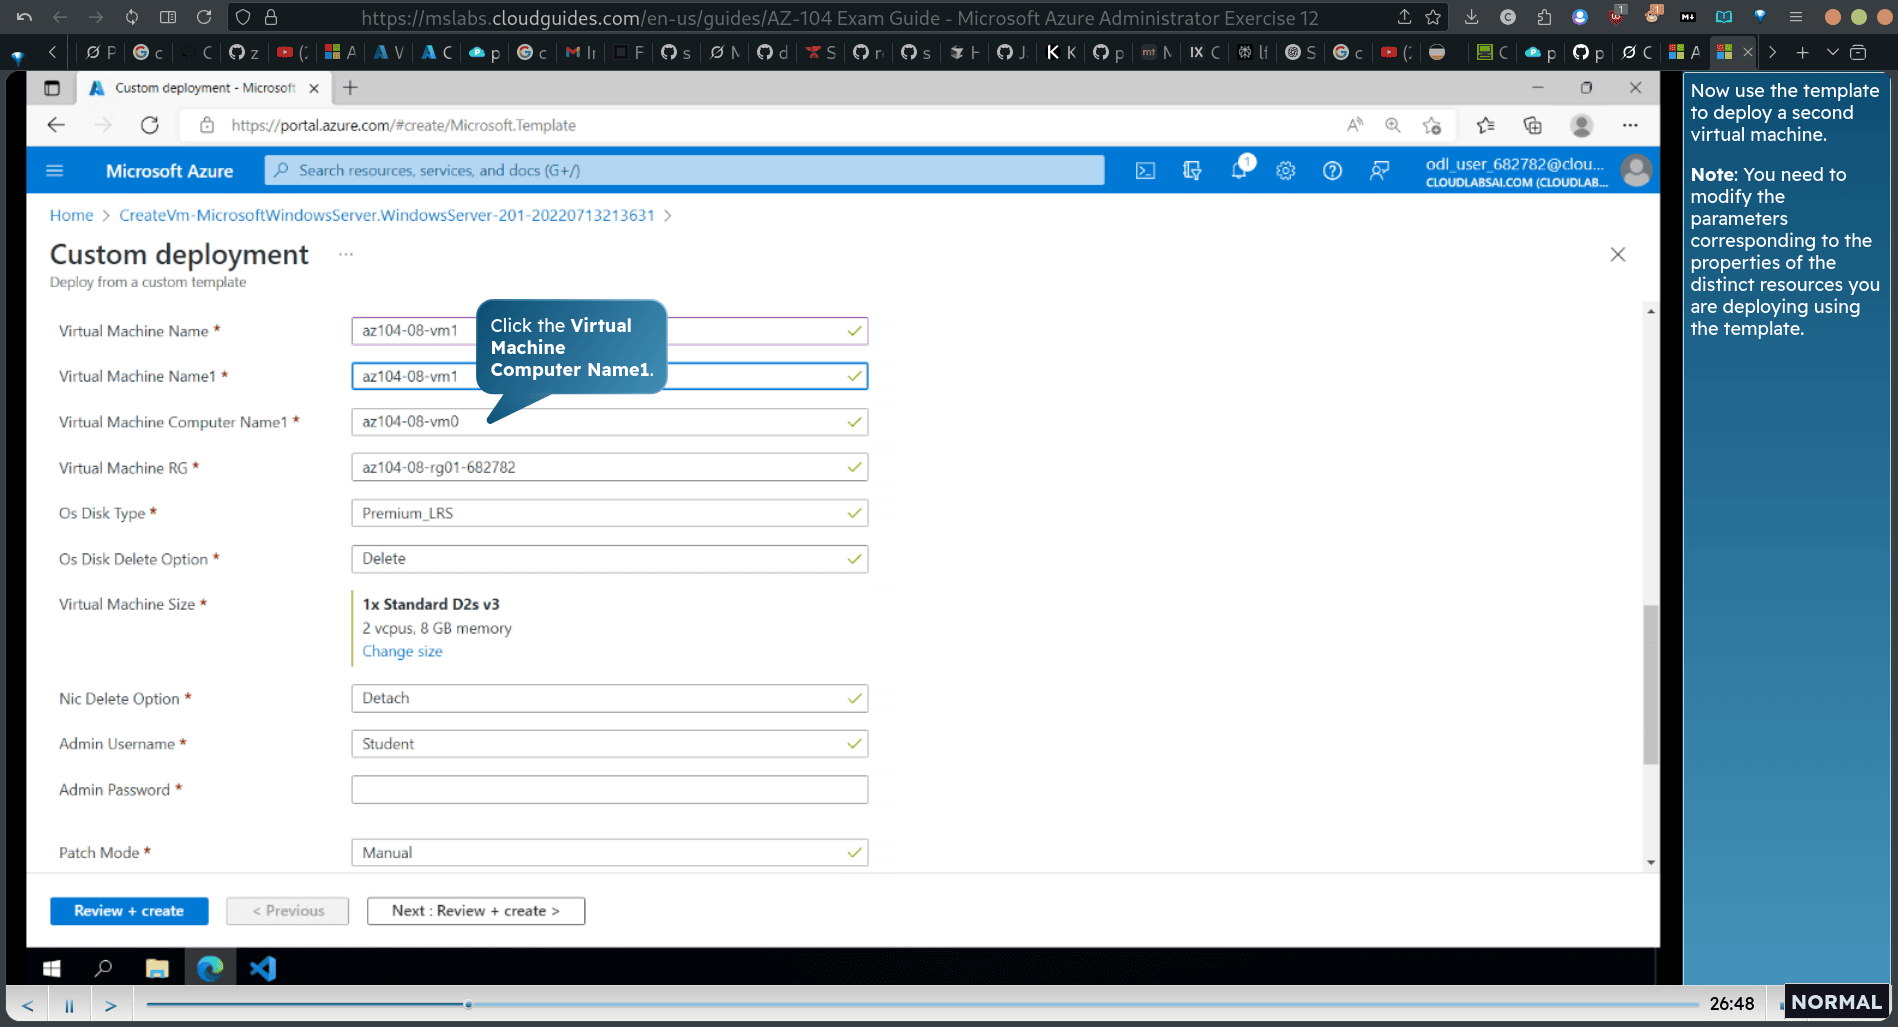 https://mslabs.cloudguides.com/en-us/guides/AZ-104 Exam Guide - Microsoft Azure Administrator Exercise 12
Custom deployment - Microsoft
https://portal.azure.com/#create/Microsoft.Template
Microsoft Azure
Search resources, services, and docs (G+/)
1
odl_user_682782@clou...
CLOUDLABSAI.COM (CLOUDLAB...
Home > CreateVm-MicrosoftWindowsServer.WindowsServer-201-20220713213631 >
Custom deployment ...
Deploy from a custom template
Virtual Machine Name * az104-08-vm1
Virtual Machine Name1 * az104-08-vm1
Click the Virtual
Machine
Computer Name1.
Virtual Machine Computer Name1 * az104-08-vm0
Virtual Machine RG * az104-08-rg01-682782
Os Disk Type * Premium_LRS
Os Disk Delete Option * Delete
Virtual Machine Size * 1x Standard D2s v3
2 vcpus, 8 GB memory
Change size
Nic Delete Option * Detach
Admin Username * Student
Admin Password *
Patch Mode * Manual
Review + create
< Previous
Next : Review + create >
Now use the template
to deploy a second
virtual machine.
Note: You need to
modify the
parameters
corresponding to the
properties of the
distinct resources you
are deploying using
the template.
26:48
NORMAL